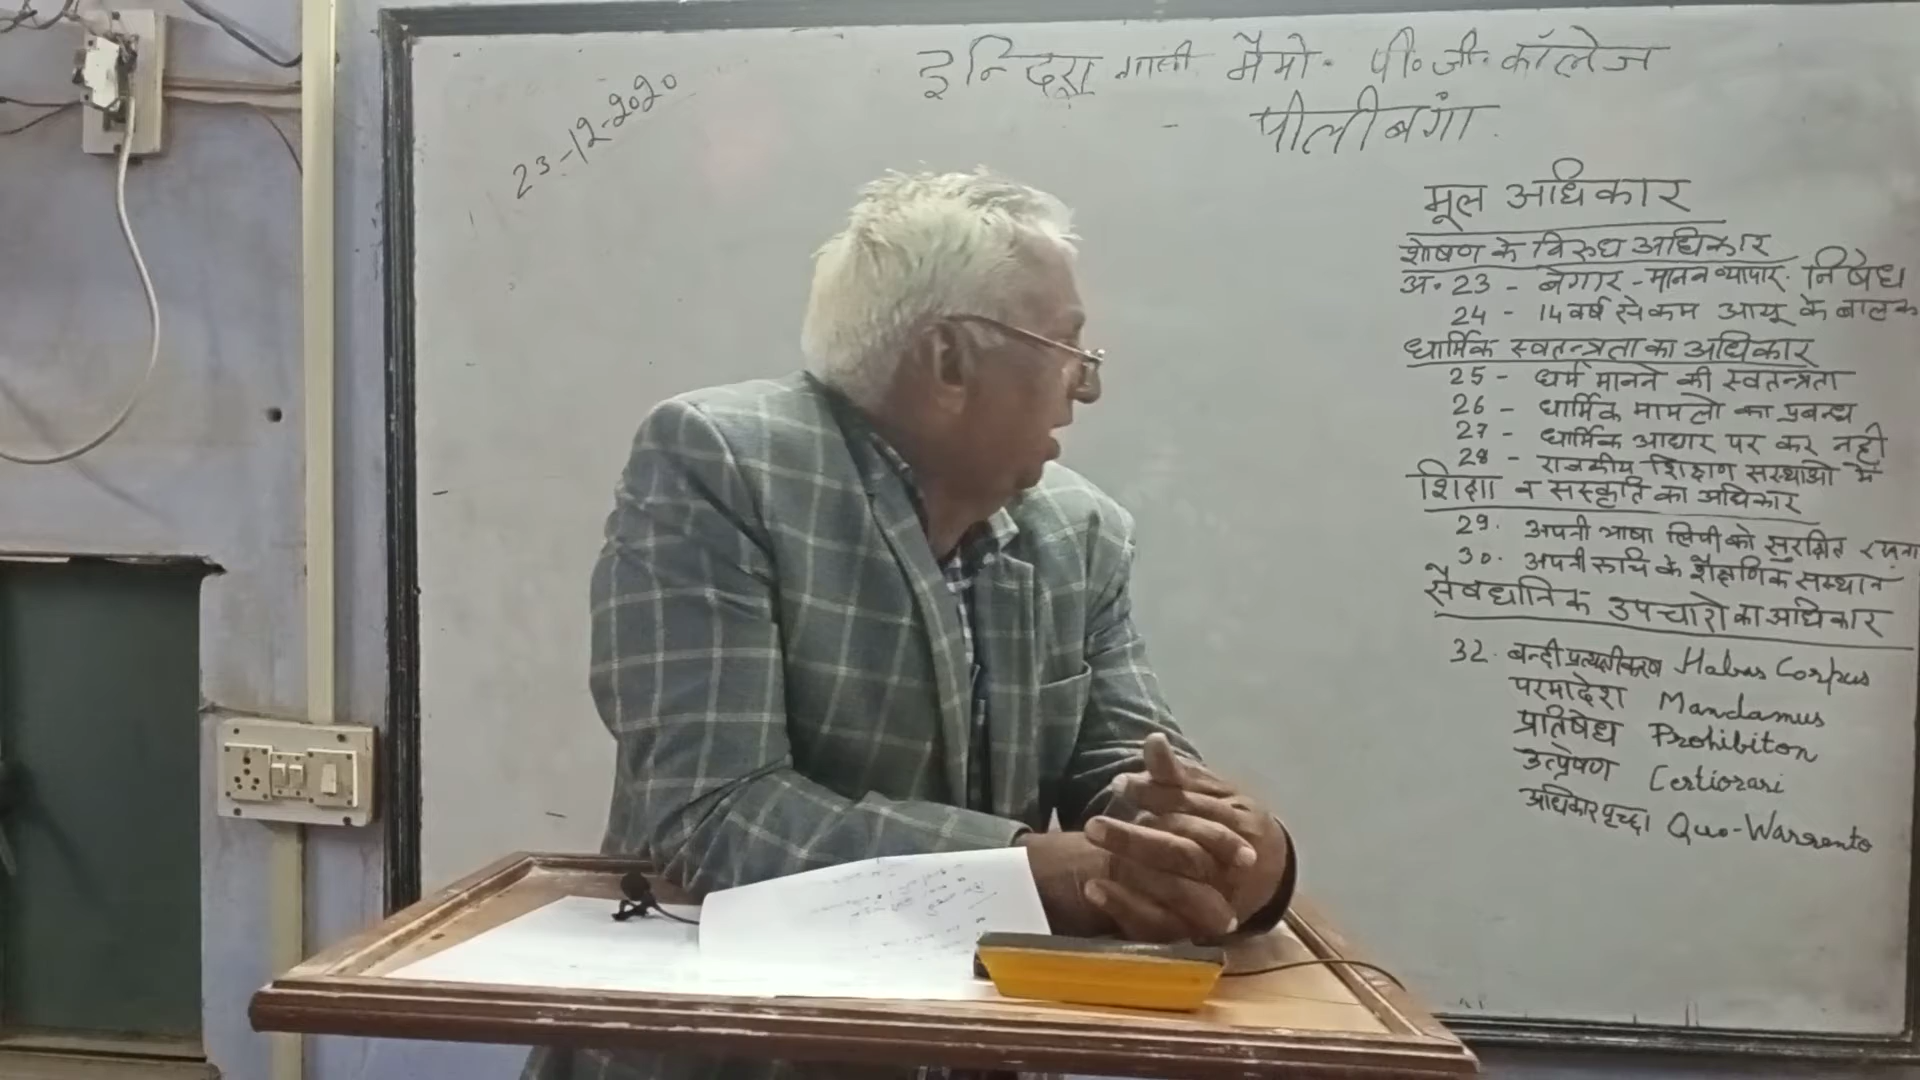 23-12-2020
इन्दिरा गांधी मैमो. पी.जी. कॉलेज
पीलीबंगा.
मूल अधिकार
शोषण के विरुध अधिकार
अ. 23 - बेगार - मानव व्यापार. निषेध
24 - 14 वर्ष से कम आयू के बालक
धार्मिक स्वतन्त्रता का अधिकार
25 - धर्म मानने की स्वतन्त्रता
26 - धार्मिक मामलो का प्रबन्ध
27 - धार्मिक आधार पर कर नही
28 - राजकीय शिक्षण संस्थाओ में
शिक्षा व संस्कृति का अधिकार
29. अपनी भाषा लिपी को सुरक्षित रखना
30. अपनी रुचि के शैक्षणिक संस्थान
सैवधानिक उपचारो का अधिकार
32. बन्दी प्रत्यक्षीकरण Habus Corpus
परमादेश Mandamus
प्रतिषेध Prohibiton
उत्प्रेषण Certiorari
अधिकार पृच्छा Quo-Warrento